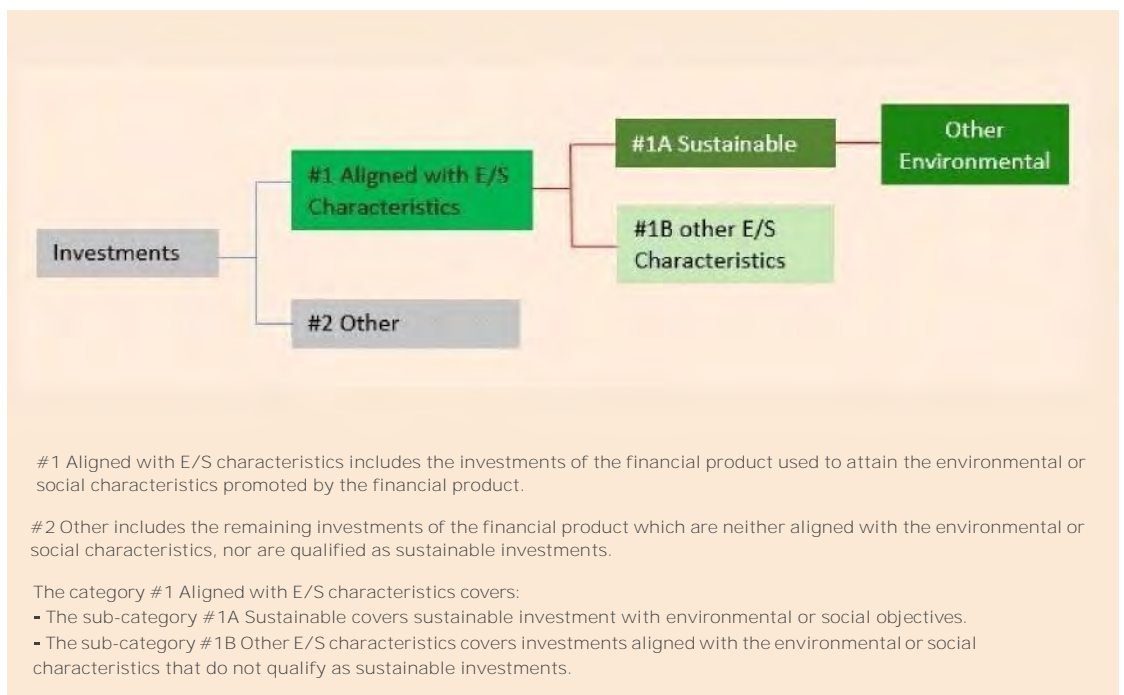 Investments
#1 Aligned with E/S
Characteristics
#2 Other
#1A Sustainable
#1B other E/S
Characteristics
Other
Environmental
#1 Aligned with E/S characteristics includes the investments of the financial product used to attain the environmental or
social characteristics promoted by the financial product.
#2 Other includes the remaining investments of the financial product which are neither aligned with the environmental or
social characteristics, nor are qualified as sustainable investments.
The category #1 Aligned with E/S characteristics covers:
- The sub-category #1A Sustainable covers sustainable investment with environmental or social objectives.
- The sub-category #1B Other E/S characteristics covers investments aligned with the environmental or social
characteristics that do not qualify as sustainable investments.